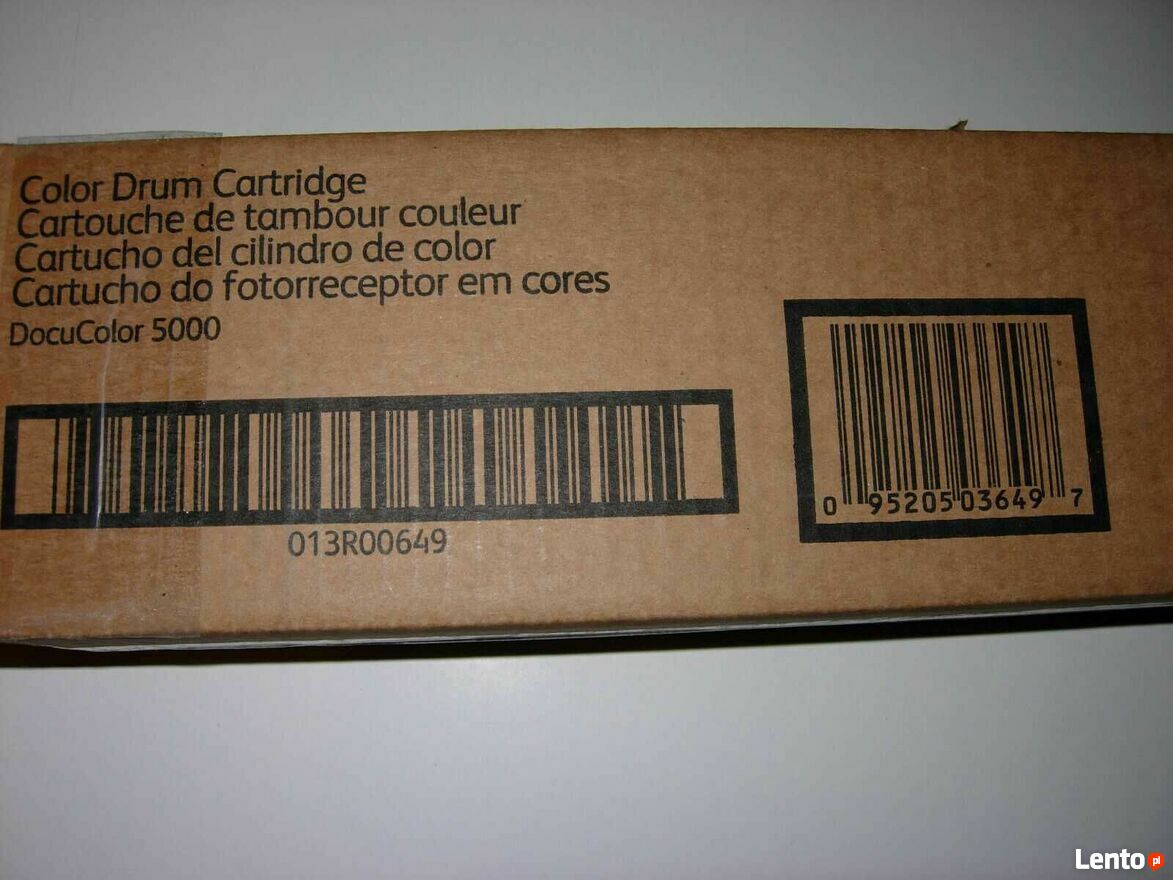 Color Drum Cartridge
Cartouche de tambour couleur
Cartucho del cilindro de color
Cartucho do fotorreceptor em cores
DocuColor 5000
013R00649
0 95205 03649 7
Lento pl